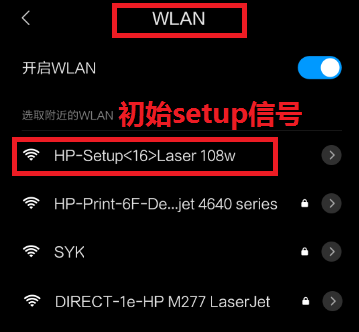 WLAN
开启WLAN
选取附近的WLAN 初始setup信号
HP-Setup<16>Laser 108w
HP-Print-6F-De...jet 4640 series
SYK
DIRECT-1e-HP M277 LaserJet